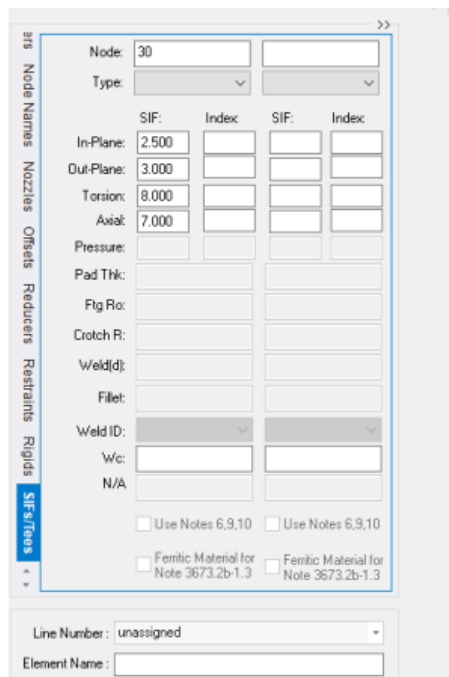 >>
ers
Node Names
Nozzles
Offsets
Reducers
Restraints
Rigids
SIFs/Tees
Node: 30
Type:
SIF: Index: SIF: Index:
In-Plane: 2.500
Out-Plane: 3.000
Torsion: 8.000
Axial: 7.000
Pressure:
Pad Thk:
Ftg Ro:
Crotch R:
Weld(d):
Fillet:
Weld ID:
Wc:
N/A
Use Notes 6,9,10 Use Notes 6,9,10
Ferritic Material for Ferritic Material for
Note 3673.2b-1.3 Note 3673.2b-1.3
Line Number : unassigned
Element Name :